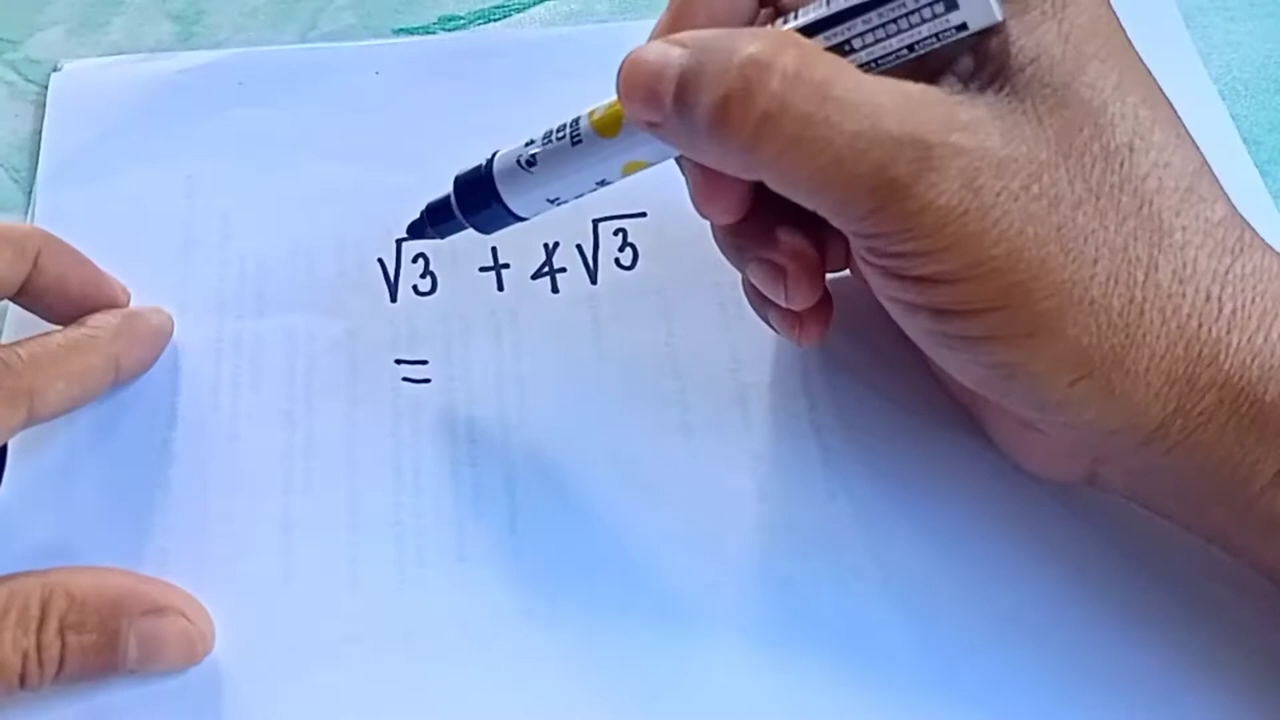 √3 + 4√3
=